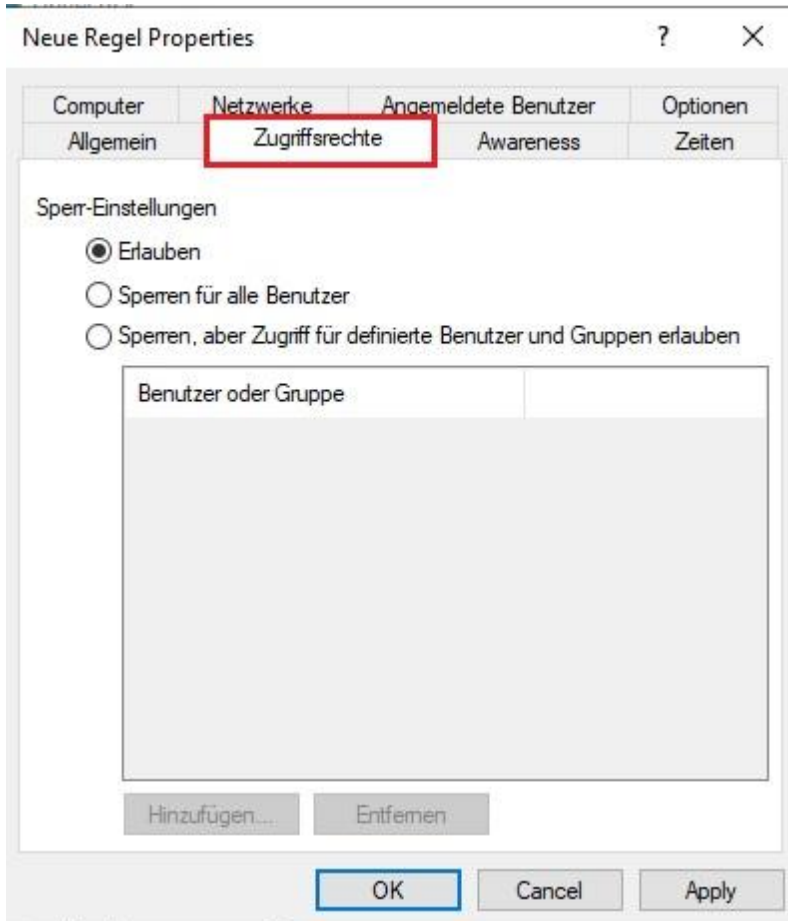 Neue Regel Properties ? X
Computer Netzwerke Angemeldete Benutzer Optionen
Allgemein Zugriffsrechte Awareness Zeiten
Sperr-Einstellungen
Erlauben
Sperren für alle Benutzer
Sperren, aber Zugriff für definierte Benutzer und Gruppen erlauben
Benutzer oder Gruppe
Hinzufügen... Entfernen
OK Cancel Apply